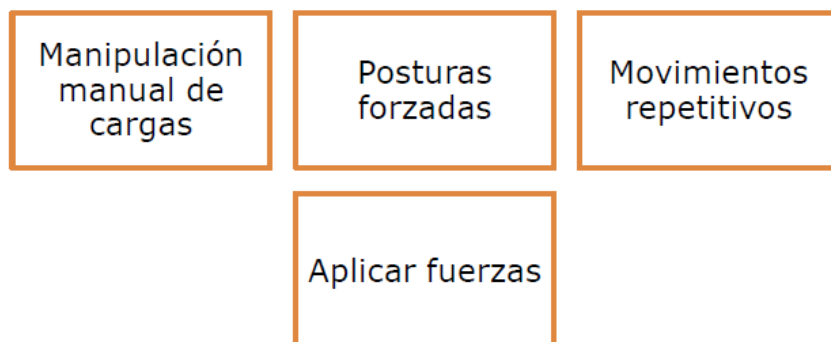 Manipulación
manual de
cargas
Posturas
forzadas
Movimientos
repetitivos
Aplicar fuerzas